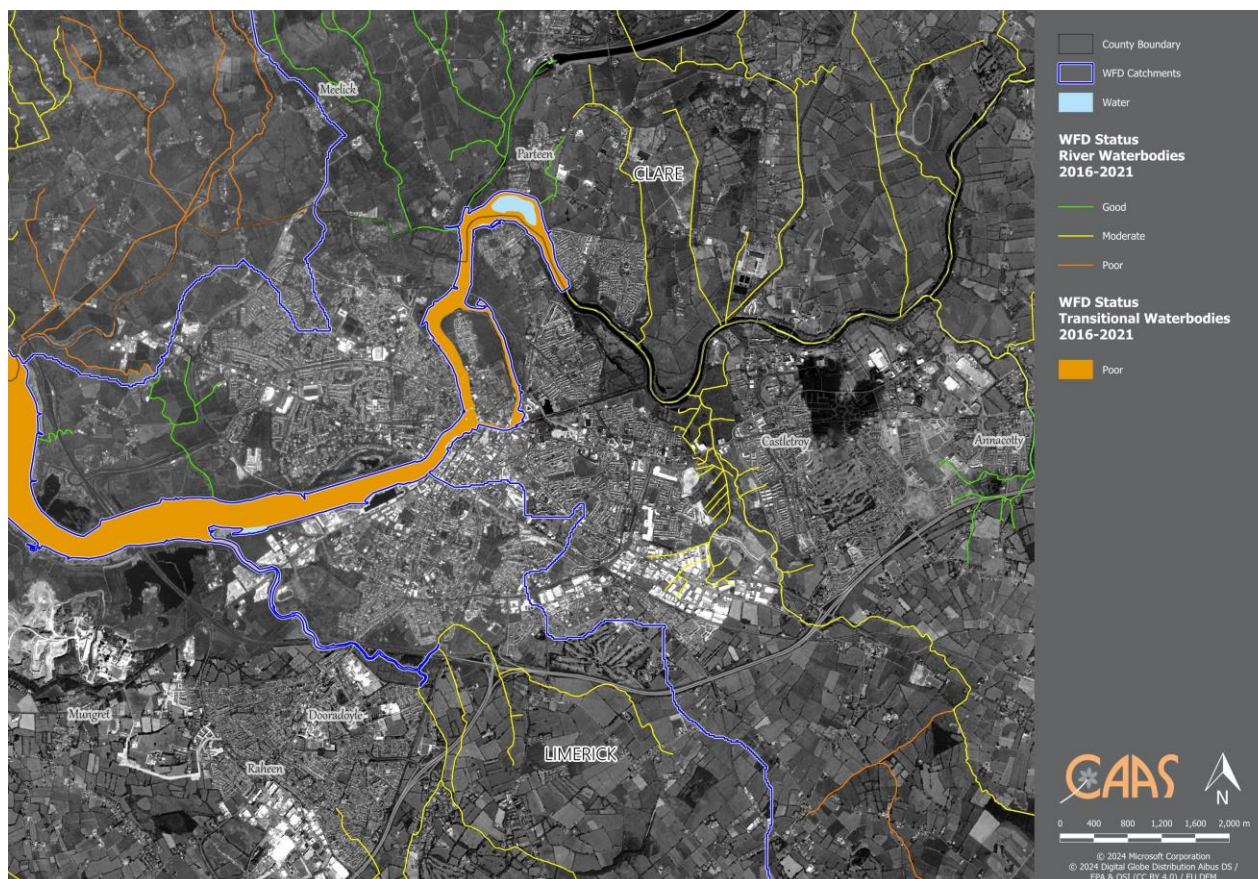 Meelick
Parteen
CLARE
Castletroy
Annacotty
Mungret
Dooradoyle
Raheen
LIMERICK
County Boundary
WFD Catchments
Water
WFD Status
River Waterbodies
2016-2021
Good
Moderate
Poor
WFD Status
Transitional Waterbodies
2016-2021
Poor
CAAS
N
0 400 800 1,200 1,600 2,000 m
© 2024 Microsoft Corporation
© 2024 Digital Globe Distribution Aibus DS /
EPA & OSI (CC BY 4.0) / EU DEM